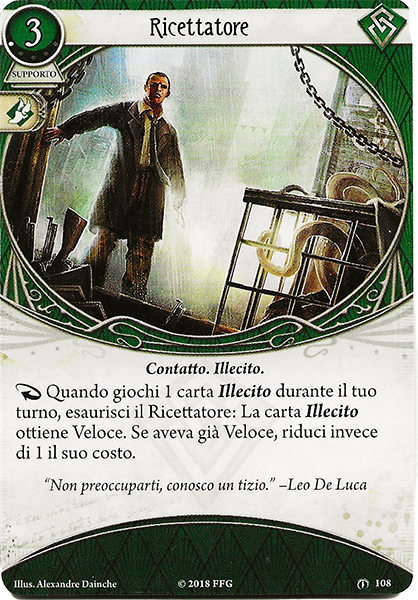 Ricettatore
3
SUPPORTO
Contatto. Illecito.
Quando giochi 1 carta Illecito durante il tuo
turno, esaurisci il Ricettatore: La carta Illecito
ottiene Veloce. Se aveva già Veloce, riduci invece
di 1 il suo costo.
“Non preoccuparti, conosco un tizio.” –Leo De Luca
Illus. Alexandre Dainche
© 2018 FFG
108